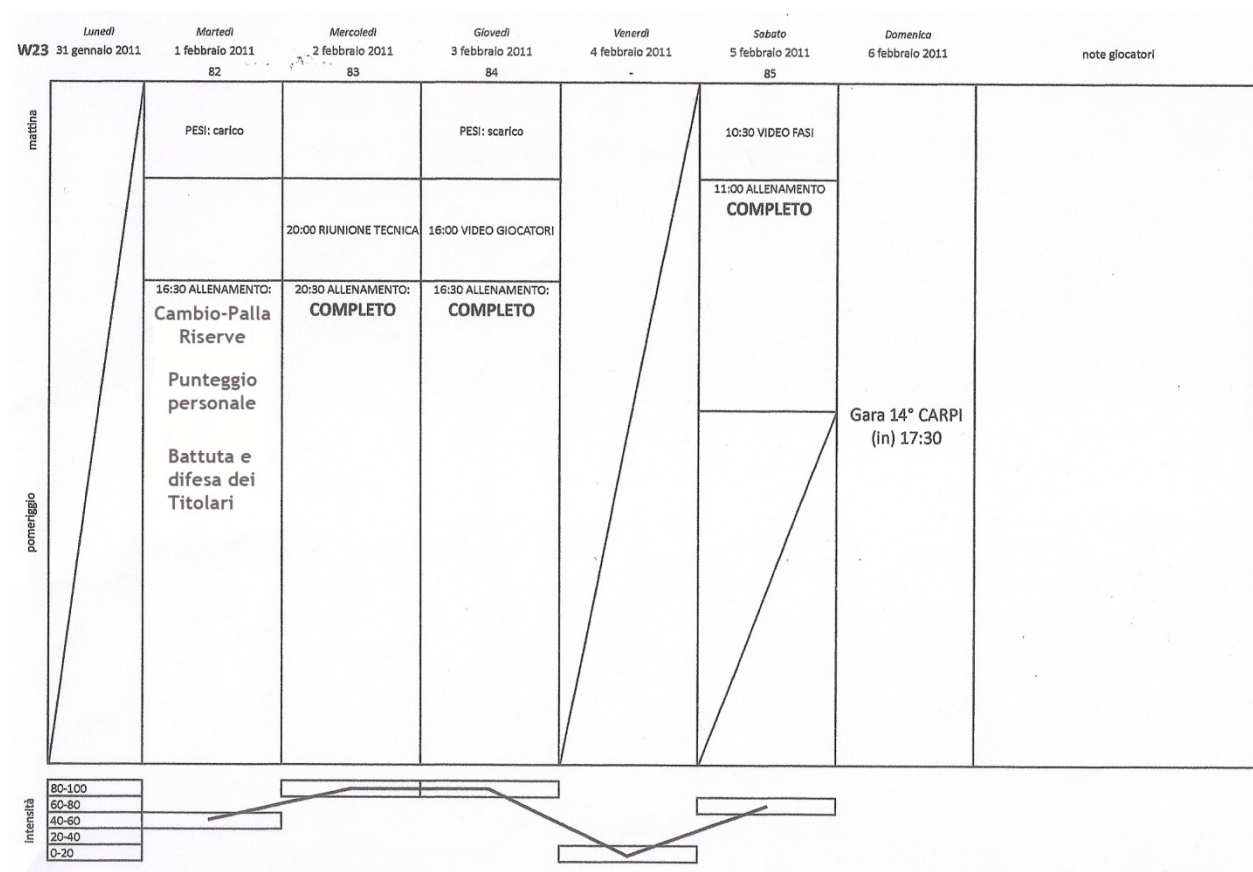 W23
Lunedì
31 gennaio 2011
Martedì
1 febbraio 2011
82
Mercoledì
2 febbraio 2011
83
Giovedì
3 febbraio 2011
84
Venerdì
4 febbraio 2011
-
Sabato
5 febbraio 2011
85
Domenica
6 febbraio 2011
note giocatori
mattina
PESI: carico
PESI: scarico
10:30 VIDEO FASI
20:00 RIUNIONE TECNICA
16:00 VIDEO GIOCATORI
11:00 ALLENAMENTO
COMPLETO
pomeriggio
16:30 ALLENAMENTO:
Cambio-Palla
Riserve
Punteggio
personale
Battuta e
difesa dei
Titolari
20:30 ALLENAMENTO:
COMPLETO
16:30 ALLENAMENTO:
COMPLETO
Gara 14° CARPI
(in) 17:30
intensità
80-100
60-80
40-60
20-40
0-20